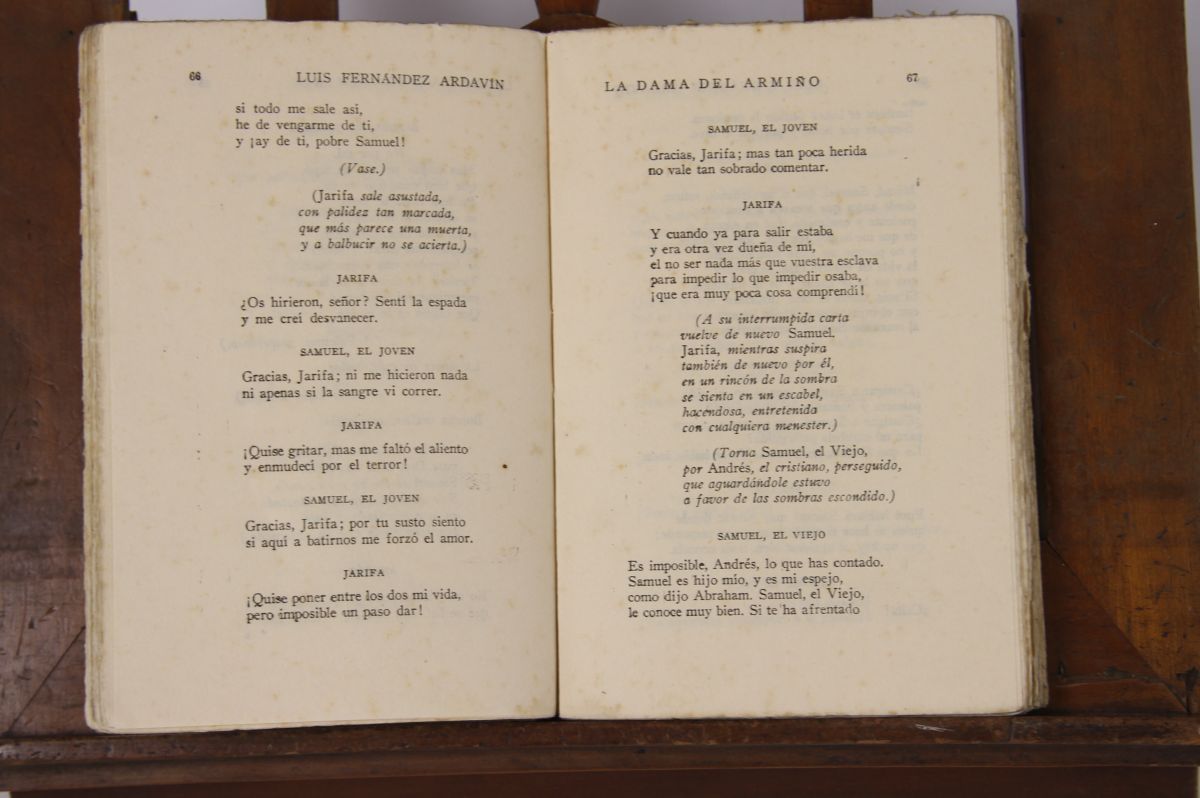 66
LUIS FERNÁNDEZ ARDAVÍN
si todo me sale así,
he de vengarme de ti,
y ¡ay de ti, pobre Samuel!
(Vase.)
(Jarifa sale asustada,
con palidez tan marcada,
que más parece una muerta,
y a balbucir no se acierta.)
JARIFA
¿Os hirieron, señor? Sentí la espada
y me creí desvanecer.
SAMUEL, EL JOVEN
Gracias, Jarifa; ni me hicieron nada
ni apenas si la sangre vi correr.
JARIFA
¡Quise gritar, mas me faltó el aliento
y enmudecí por el terror!
SAMUEL, EL JOVEN
Gracias, Jarifa; por tu susto siento
si aquí a batirnos me forzó el amor.
JARIFA
¡Quise poner entre los dos mi vida,
pero imposible un paso dar!
LA DAMA DEL ARMIÑO
67
SAMUEL, EL JOVEN
Gracias, Jarifa; mas tan poca herida
no vale tan sobrado comentar.
JARIFA
Y cuando ya para salir estaba
y era otra vez dueña de mí,
el no ser nada más que vuestra esclava
para impedir lo que impedir osaba,
¡que era muy poca cosa comprendí!
(A su interrumpida carta
vuelve de nuevo Samuel.
Jarifa, mientras suspira
también de nuevo por él,
en un rincón de la sombra
se sienta en un escabel,
hacendosa, entretenida
con cualquiera menester.)
(Torna Samuel, el Viejo,
por Andrés, el cristiano, perseguido,
que aguardándole estuvo
a favor de las sombras escondido.)
SAMUEL, EL VIEJO
Es imposible, Andrés, lo que has contado.
Samuel es hijo mío, y es mi espejo,
como dijo Abraham. Samuel, el Viejo,
le conoce muy bien. Si te ha afrentado